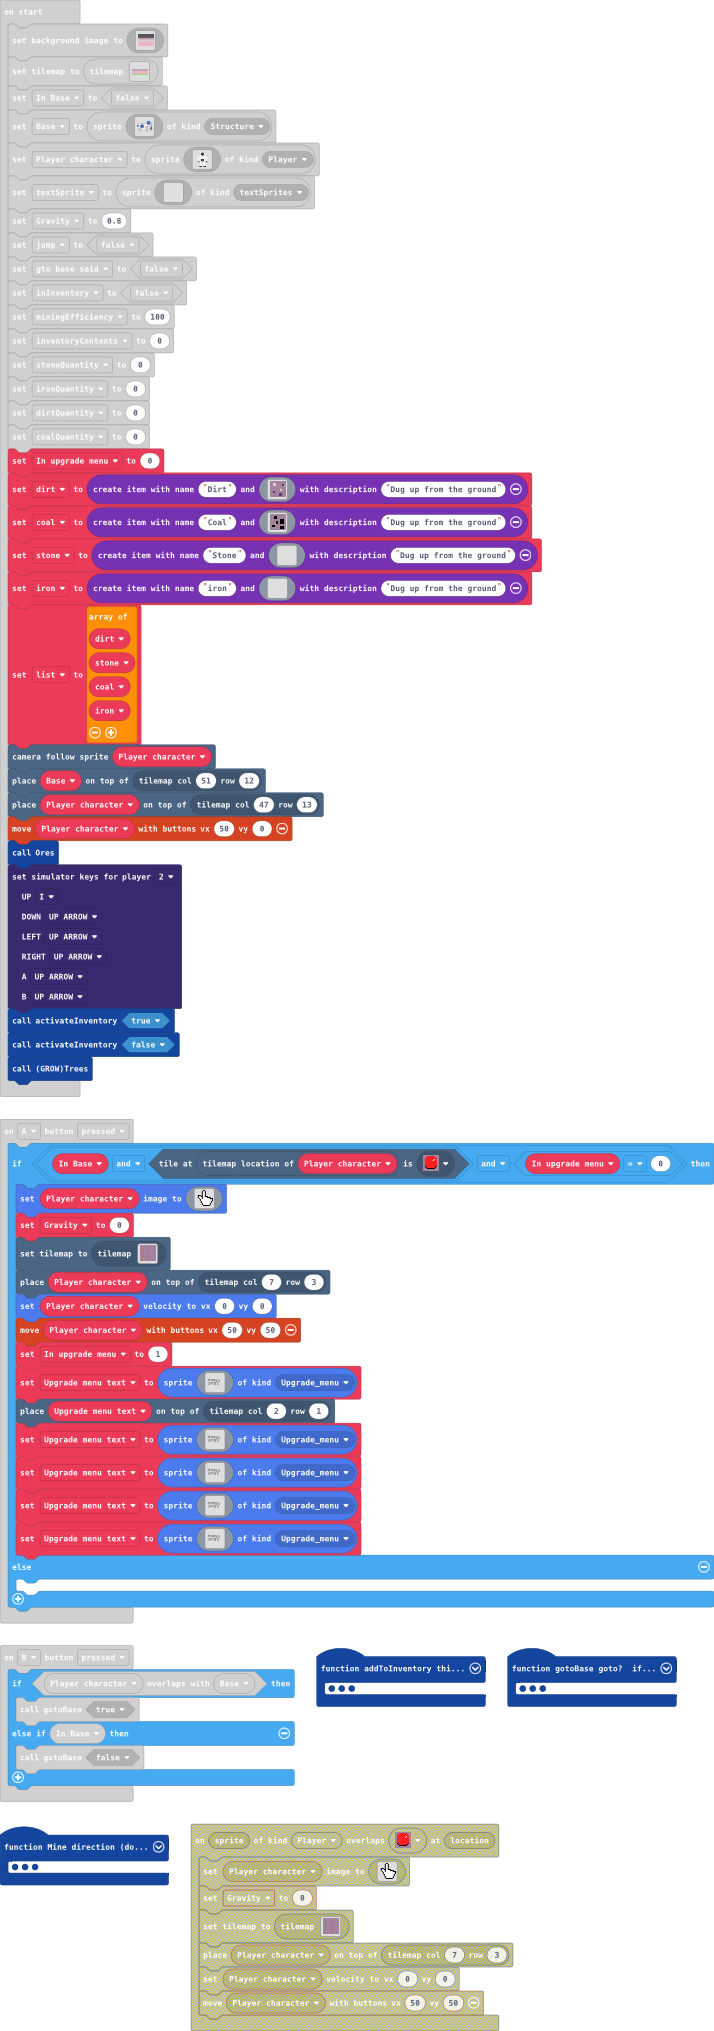 on start
set background image to
set tilemap to tilemap
set In Base to false
set Base to sprite of kind Structure
set Player character to sprite of kind Player
set textSprite to sprite of kind textSprites
set Gravity to 0.8
set jump to false
set gto base said to false
set inInventory to false
set miningEfficiency to 100
set inventoryContents to 0
set stoneQuantity to 0
set ironQuantity to 0
set dirtQuantity to 0
set coalQuantity to 0
set In upgrade menu to 0
set dirt to create item with name "Dirt" and with description "Dug up from the ground"
set coal to create item with name "Coal" and with description "Dug up from the ground"
set stone to create item with name "Stone" and with description "Dug up from the ground"
set iron to create item with name "iron" and with description "Dug up from the ground"
array of
dirt
stone
set list to
coal
iron
camera follow sprite Player character
place Base on top of tilemap col 51 row 12
place Player character on top of tilemap col 47 row 13
move Player character with buttons vx 50 vy 0
call Ores
set simulator keys for player 2
UP I
DOWN UP ARROW
LEFT UP ARROW
RIGHT UP ARROW
A UP ARROW
B UP ARROW
call activateInventory true
call activateInventory false
call (GROW)Trees
on A button pressed
if In Base and tile at tilemap location of Player character is and In upgrade menu = 0 then
set Player character image to
set Gravity to 0
set tilemap to tilemap
place Player character on top of tilemap col 7 row 3
set Player character velocity to vx 0 vy 0
move Player character with buttons vx 50 vy 50
set In upgrade menu to 1
set Upgrade menu text to sprite of kind Upgrade_menu
place Upgrade menu text on top of tilemap col 2 row 1
set Upgrade menu text to sprite of kind Upgrade_menu
set Upgrade menu text to sprite of kind Upgrade_menu
set Upgrade menu text to sprite of kind Upgrade_menu
set Upgrade menu text to sprite of kind Upgrade_menu
else
on B button pressed
if Player character overlaps with Base then
call gotoBase true
else if In Base then
call gotoBase false
function addToInventory thi...
function gotoBase goto? if...
function Mine direction (do...
on sprite of kind Player overlaps at location
set Player character image to
set Gravity to 0
set tilemap to tilemap
place Player character on top of tilemap col 7 row 3
set Player character velocity to vx 0 vy 0
move Player character with buttons vx 50 vy 50